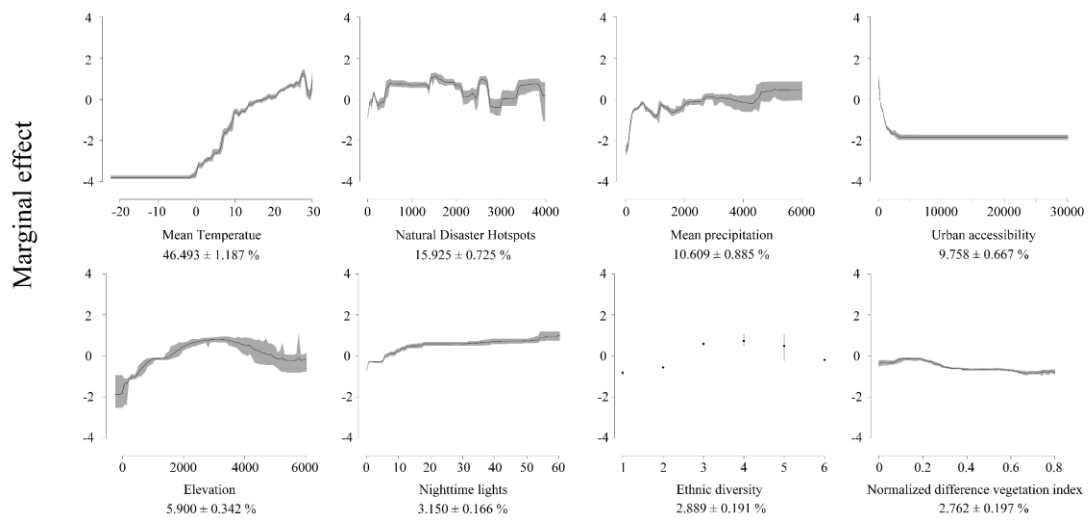 Marginal effect
4
2
0
-2
-4
-20 -10 0 10 20 30
Mean Temperatue
46.493 ± 1.187 %
4
2
0
-2
-4
0 1000 2000 3000 4000
Natural Disaster Hotspots
15.925 ± 0.725 %
4
2
0
-2
-4
0 2000 4000 6000
Mean precipitation
10.609 ± 0.885 %
4
2
0
-2
-4
0 10000 20000 30000
Urban accessibility
9.758 ± 0.667 %
4
2
0
-2
-4
0 2000 4000 6000
Elevation
5.900 ± 0.342 %
4
2
0
-2
-4
0 10 20 30 40 50 60
Nighttime lights
3.150 ± 0.166 %
4
2
0
-2
-4
1 2 3 4 5 6
Ethnic diversity
2.889 ± 0.191 %
4
2
0
-2
-4
0 0.2 0.4 0.6 0.8
Normalized difference vegetation index
2.762 ± 0.197 %